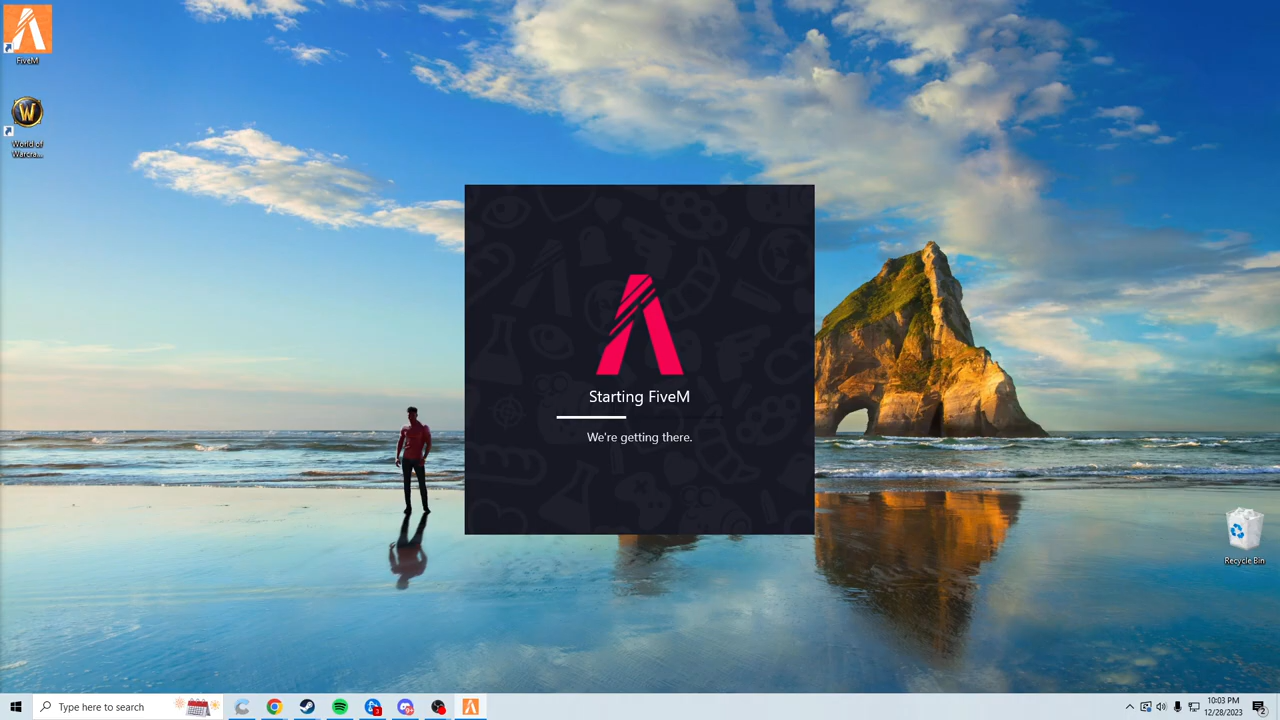 FiveM
World of
Warcra...
Starting FiveM
We're getting there.
Recycle Bin
Type here to search
10:03 PM
12/28/2023